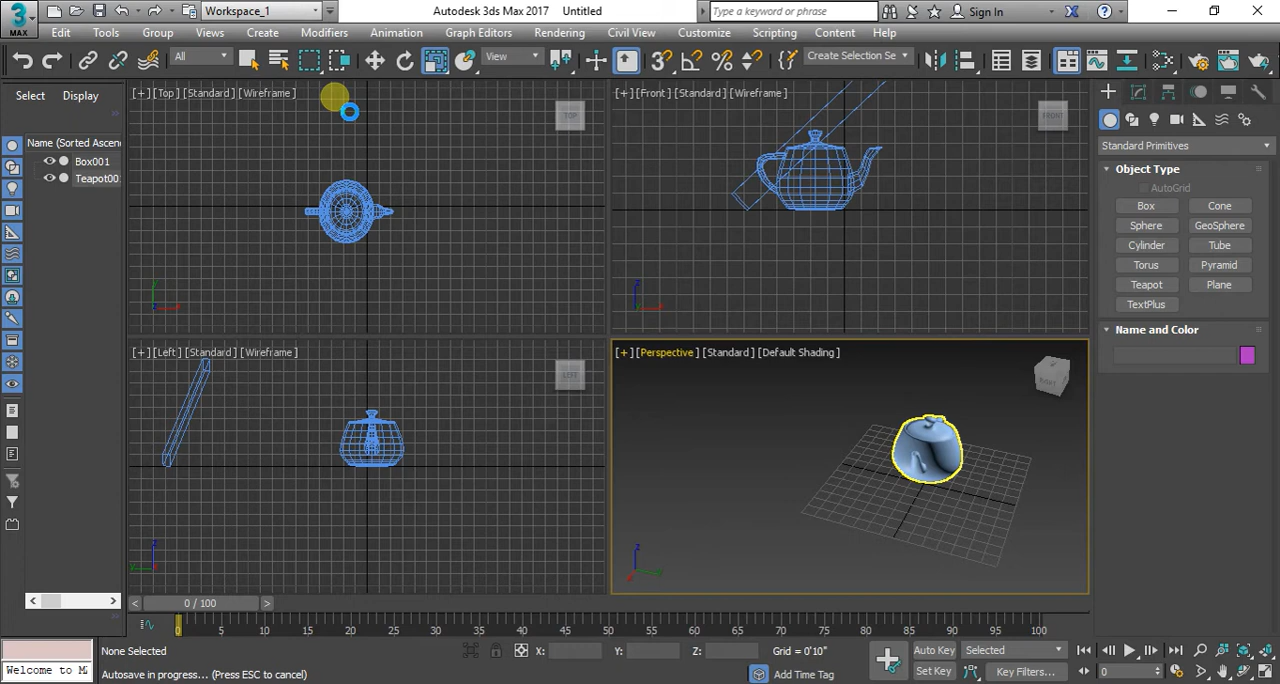 Workspace_1 Autodesk 3ds Max 2017 Untitled Type a keyword or phrase Sign In
MAX Edit Tools Group Views Create Modifiers Animation Graph Editors Rendering Civil View Customize Scripting Content Help
All View Create Selection Se
Select Display
[+] [Top] [Standard] [Wireframe]
TOP
[+] [Front] [Standard] [Wireframe]
FRONT
Name (Sorted Ascen
Box001
Teapot00
Standard Primitives
Object Type
AutoGrid
Box Cone
Sphere GeoSphere
Cylinder Tube
Torus Pyramid
Teapot Plane
TextPlus
Name and Color
[+] [Left] [Standard] [Wireframe]
LEFT
[+] [Perspective] [Standard] [Default Shading]
0 / 100
0 5 10 15 20 25 30 35 40 45 50 55 60 65 70 75 80 85 90 95 100
None Selected X: Y: Z: Grid = 0'10" Auto Key Selected
Welcome to M Autosave in progress... (Press ESC to cancel) Add Time Tag Set Key Key Filters... 0